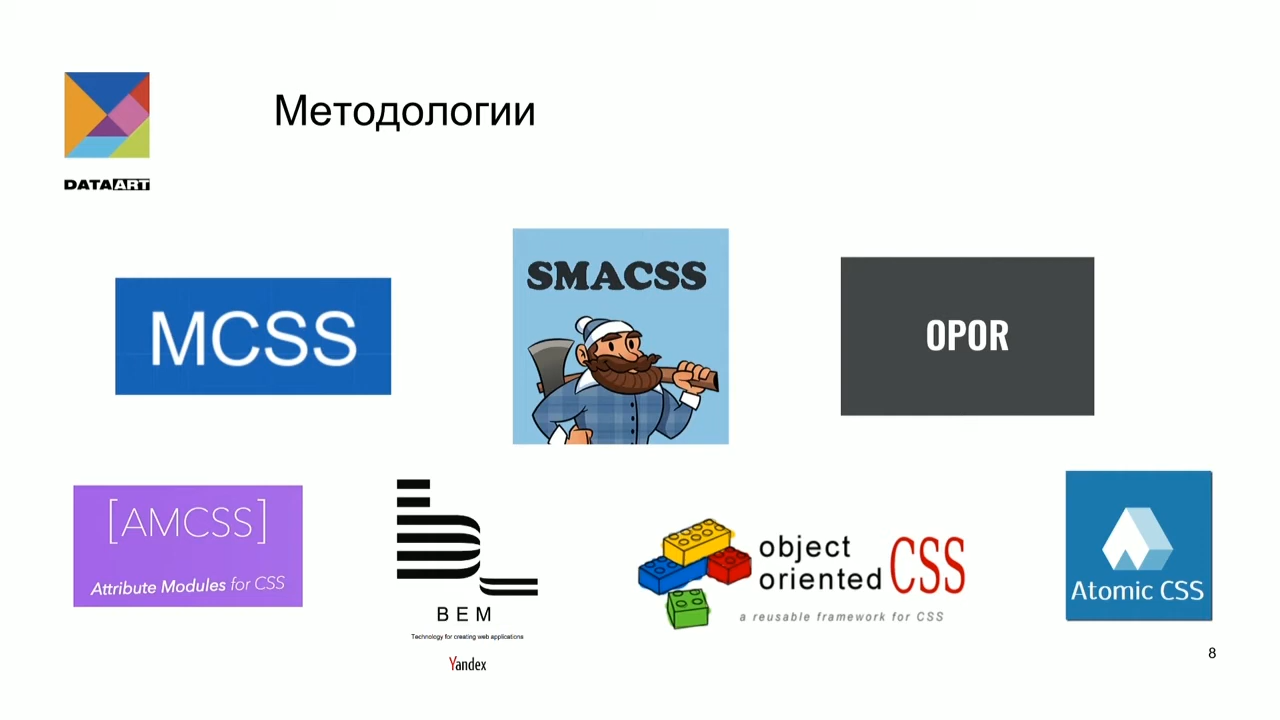 Методологии
DATAART
SMACSS
MCSS
OPOR
[AMCSS]
Attribute Modules for CSS
BEM
Technology for creating web applications
Yandex
object
oriented CSS
a reusable framework for CSS
Atomic CSS
8